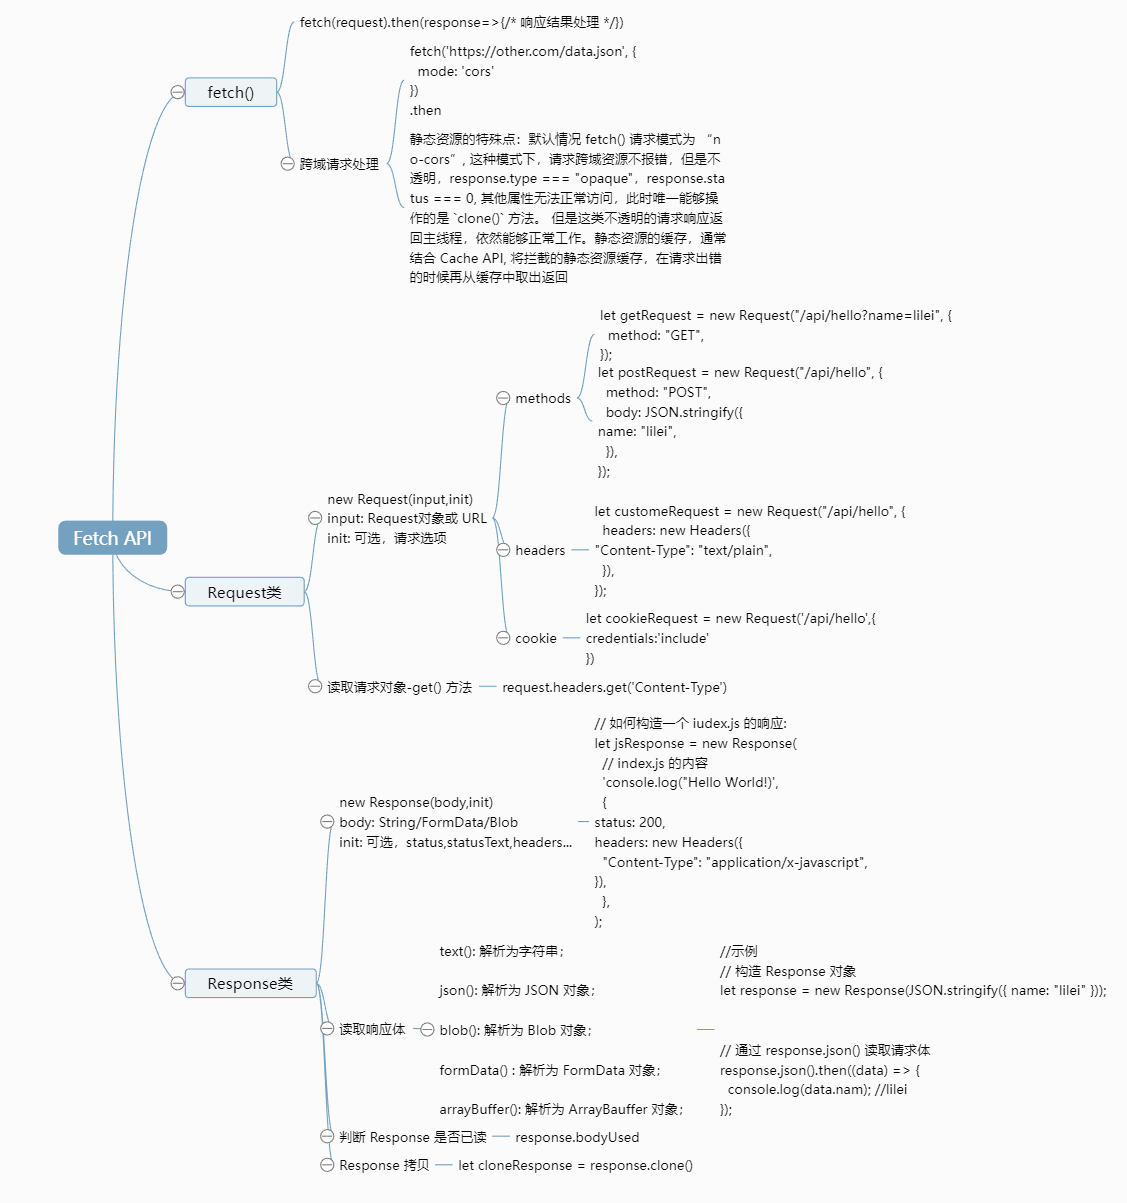 Fetch API
fetch()
fetch(request).then(response=>{/* 响应结果处理 */})
跨域请求处理
fetch('https://other.com/data.json', {
mode: 'cors'
})
.then
静态资源的特殊点：默认情况 fetch() 请求模式为 “n
o-cors”, 这种模式下，请求跨域资源不报错，但是不
透明，response.type === "opaque"，response.sta
tus === 0, 其他属性无法正常访问，此时唯一能够操
作的是 `clone()` 方法。 但是这类不透明的请求响应返
回主线程，依然能够正常工作。静态资源的缓存，通常
结合 Cache API, 将拦截的静态资源缓存，在请求出错
的时候再从缓存中取出返回
Request类
new Request(input,init)
input: Request对象或 URL
init: 可选，请求选项
methods
let getRequest = new Request("/api/hello?name=lilei", {
method: "GET",
});
let postRequest = new Request("/api/hello", {
method: "POST",
body: JSON.stringify({
name: "lilei",
}),
});
headers
let customeRequest = new Request("/api/hello", {
headers: new Headers({
"Content-Type": "text/plain",
}),
});
cookie
let cookieRequest = new Request('/api/hello',{
credentials:'include'
})
读取请求对象-get() 方法
request.headers.get('Content-Type')
Response类
new Response(body,init)
body: String/FormData/Blob
init: 可选，status,statusText,headers...
// 如何构造一个 iudex.js 的响应:
let jsResponse = new Response(
// index.js 的内容
'console.log("Hello World!)',
{
status: 200,
headers: new Headers({
"Content-Type": "application/x-javascript",
}),
},
);
读取响应体
text(): 解析为字符串；
json(): 解析为 JSON 对象；
blob(): 解析为 Blob 对象；
formData() : 解析为 FormData 对象；
arrayBuffer(): 解析为 ArrayBauffer 对象；
//示例
// 构造 Response 对象
let response = new Response(JSON.stringify({ name: "lilei" }));
// 通过 response.json() 读取请求体
response.json().then((data) => {
console.log(data.nam); //lilei
});
判断 Response 是否已读
response.bodyUsed
Response 拷贝
let cloneResponse = response.clone()